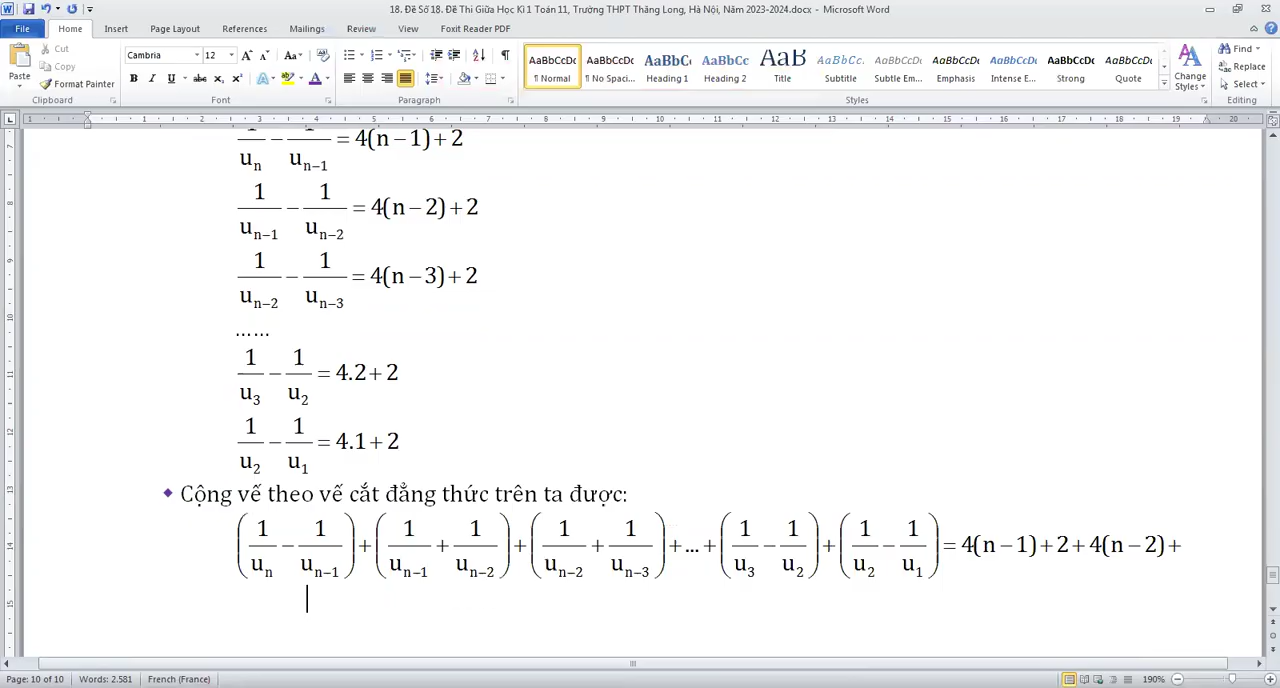 18. Đề Số 18. Đề Thi Giữa Học Kì 1 Toán 11, Trường THPT Thăng Long, Hà Nội, Năm 2023-2024.docx - Microsoft Word
File Home Insert Page Layout References Mailings Review View Foxit Reader PDF
Paste Cut Copy Format Painter
Cambria 12
AaBbCcDc AaBbCcDc AaBbC AaBbCc AaB AaBbCc. AaBbCcDc AaBbCcDc AaBbCcDc AaBbCcDc AaBbCcDc
¶ Normal ¶ No Spaci... Heading 1 Heading 2 Title Subtitle Subtle Em... Emphasis Intense E... Strong Quote
Change Styles
Find Replace Select
Clipboard Font Paragraph Styles Editing
1/u_n − 1/u_{n−1} = 4(n−1)+2
1/u_{n−1} − 1/u_{n−2} = 4(n−2)+2
1/u_{n−2} − 1/u_{n−3} = 4(n−3)+2
......
1/u_3 − 1/u_2 = 4.2+2
1/u_2 − 1/u_1 = 4.1+2
Cộng vế theo vế cắt đẳng thức trên ta được:
(1/u_n − 1/u_{n−1}) + (1/u_{n−1} + 1/u_{n−2}) + (1/u_{n−2} + 1/u_{n−3}) + ... + (1/u_3 − 1/u_2) + (1/u_2 − 1/u_1) = 4(n−1)+2+4(n−2)+
Page: 10 of 10 Words: 2.581 French (France) 190%